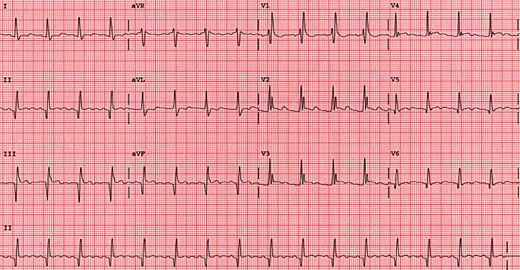 I aVR V1 V4
II aVL V2 V5
III aVF V3 V6
II